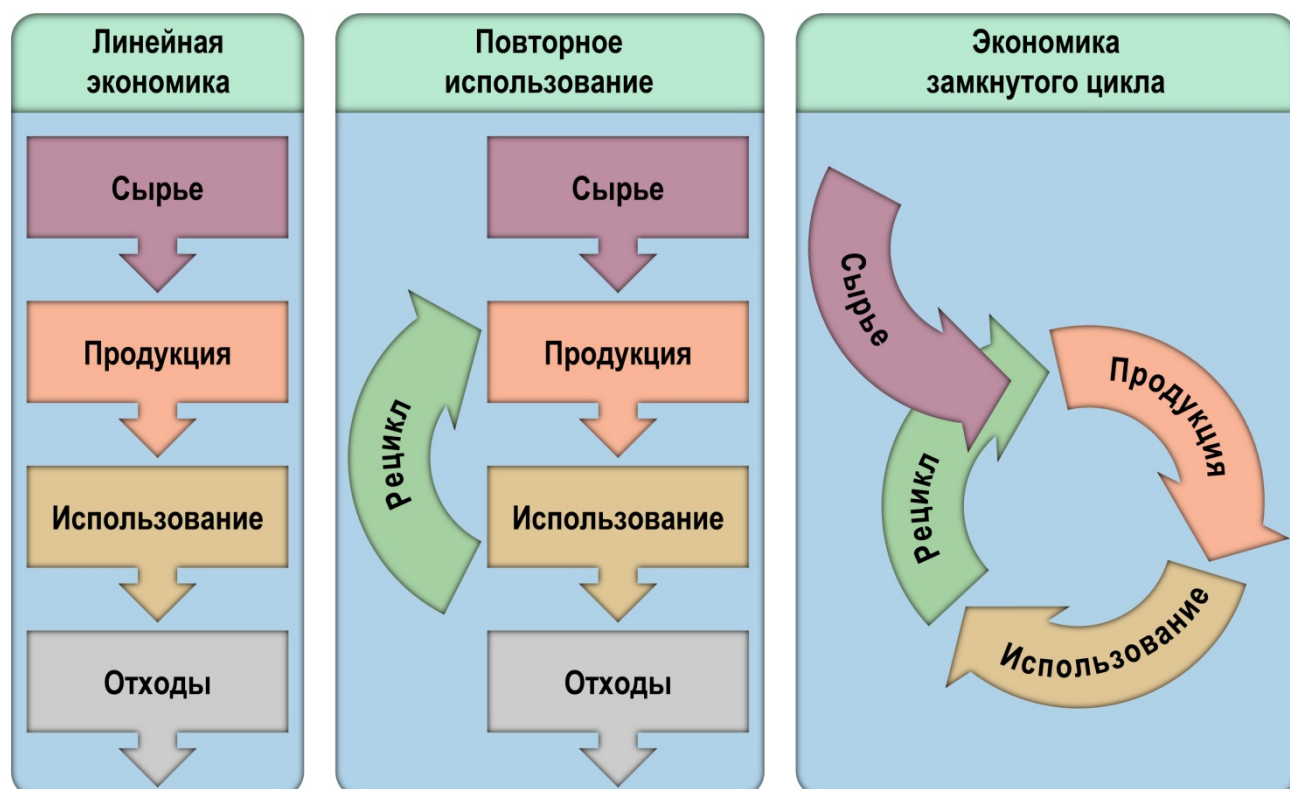 Линейная
экономика
Сырье
Продукция
Использование
Отходы
Повторное
использование
Сырье
Продукция
Использование
Отходы
Рецикл
Экономика
замкнутого цикла
Сырье
Продукция
Использование
Рецикл